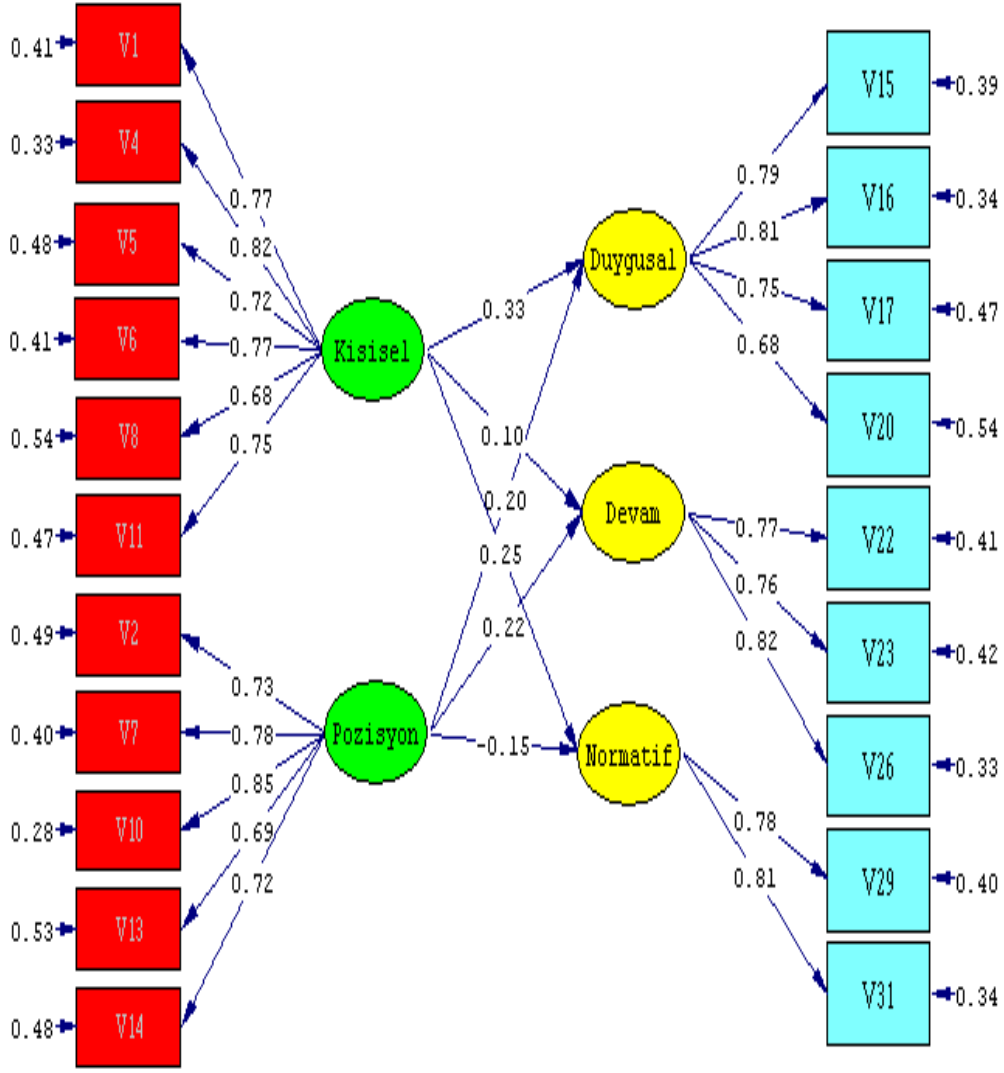 0.41 V1
0.33 V4
0.48 V5
0.41 V6
0.54 V8
0.47 V11
0.49 V2
0.40 V7
0.28 V10
0.53 V13
0.48 V14
0.77
0.82
0.72
0.77
0.68
0.75
Kisisel
0.73
0.78
0.85
0.69
0.72
Pozisyon
0.33
0.10
0.20
0.25
0.22
-0.15
Duygusal
Devam
Normatif
0.79
0.81
0.75
0.68
0.77
0.76
0.82
0.78
0.81
V15 0.39
V16 0.34
V17 0.47
V20 0.54
V22 0.41
V23 0.42
V26 0.33
V29 0.40
V31 0.34